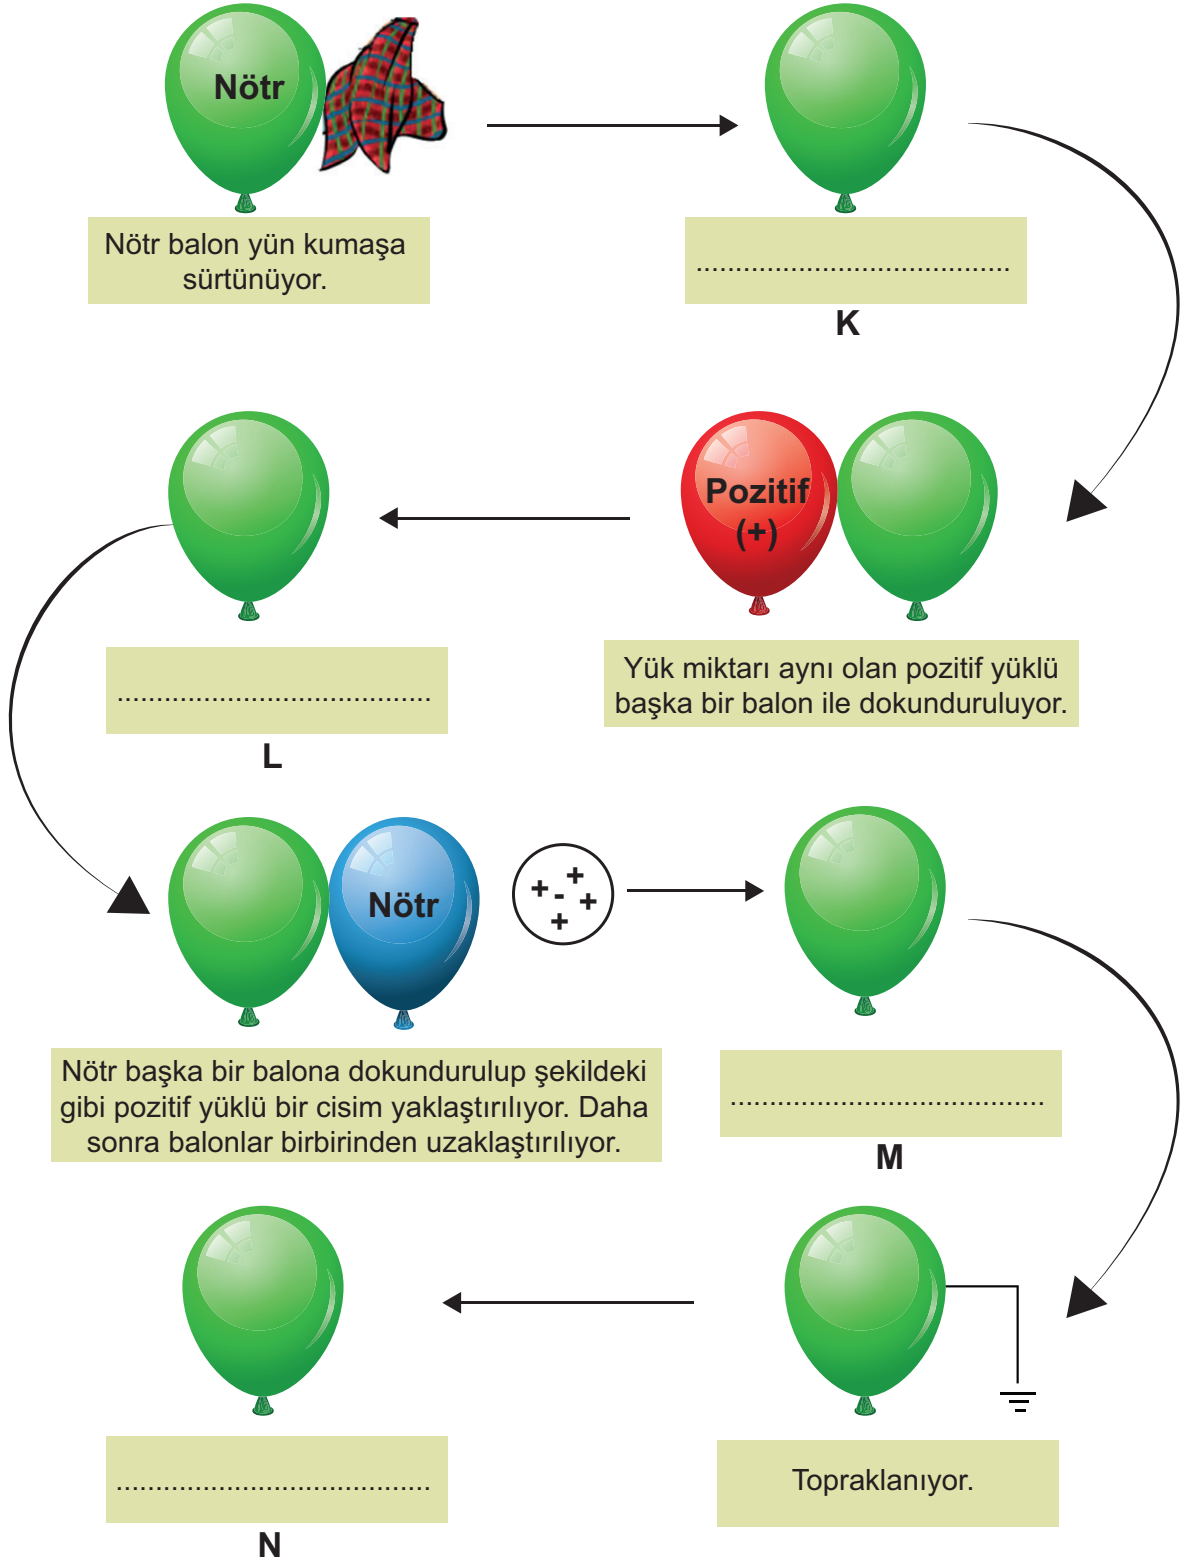 Nötr
Nötr balon yün kumaşa
sürtünüyor.
........................................
K
Pozitif
(+)
Yük miktarı aynı olan pozitif yüklü
başka bir balon ile dokunduruluyor.
........................................
L
Nötr
+ - + + +
Nötr başka bir balona dokundurulup şekildeki
gibi pozitif yüklü bir cisim yaklaştırılıyor. Daha
sonra balonlar birbirinden uzaklaştırılıyor.
........................................
M
Topraklanıyor.
........................................
N